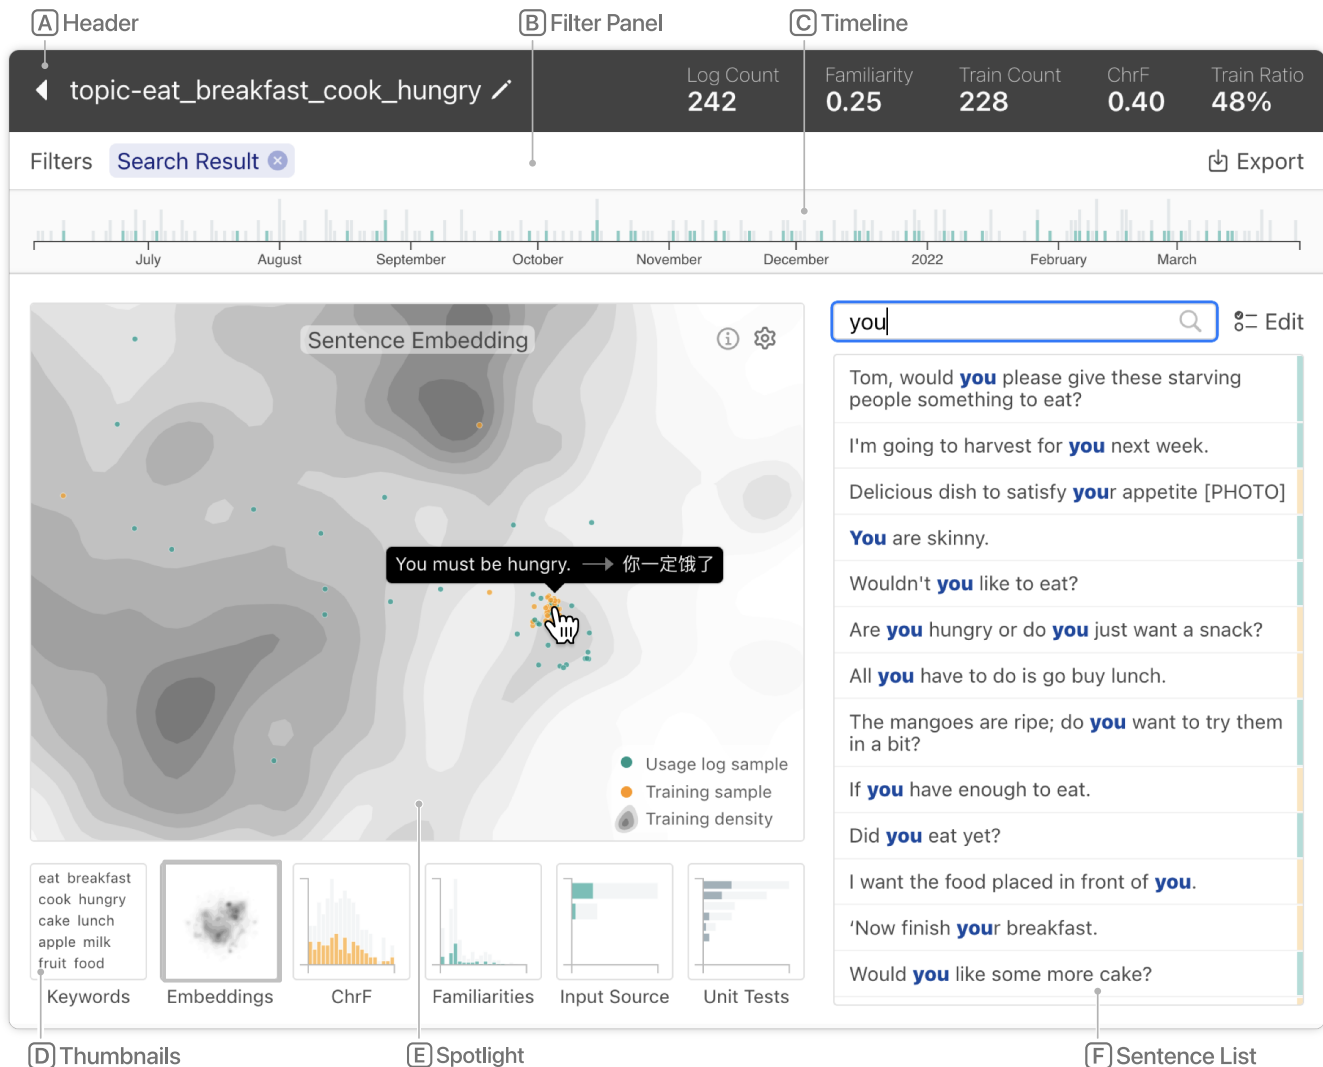 A Header
B Filter Panel
C Timeline
topic-eat_breakfast_cook_hungry
Log Count
242
Familiarity
0.25
Train Count
228
ChrF
0.40
Train Ratio
48%
Filters
Search Result
Export
July
August
September
October
November
December
2022
February
March
Sentence Embedding
You must be hungry. → 你一定饿了
Usage log sample
Training sample
Training density
you
Edit
Tom, would you please give these starving
people something to eat?
I'm going to harvest for you next week.
Delicious dish to satisfy your appetite [PHOTO]
You are skinny.
Wouldn't you like to eat?
Are you hungry or do you just want a snack?
All you have to do is go buy lunch.
The mangoes are ripe; do you want to try them
in a bit?
If you have enough to eat.
Did you eat yet?
I want the food placed in front of you.
‘Now finish your breakfast.
Would you like some more cake?
eat breakfast
cook hungry
cake lunch
apple milk
fruit food
Keywords
Embeddings
ChrF
Familiarities
Input Source
Unit Tests
D Thumbnails
E Spotlight
F Sentence List